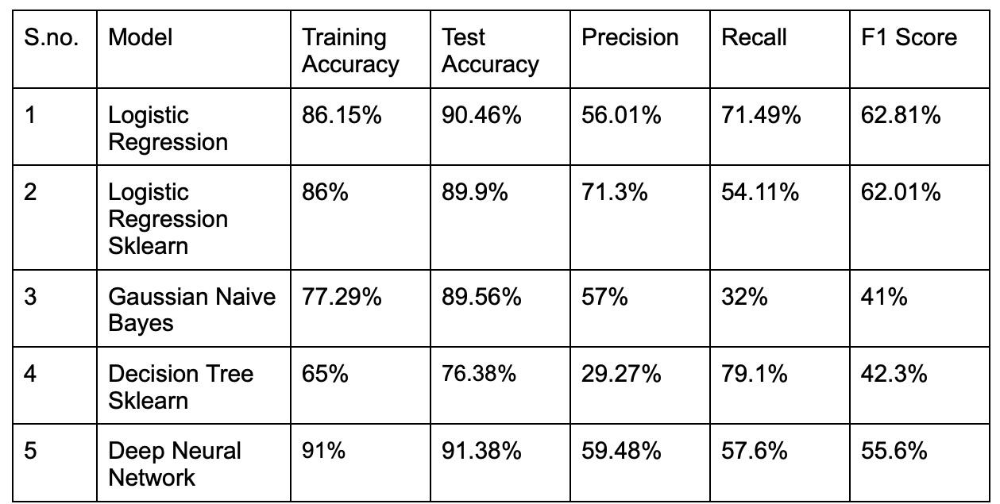 S.no. Model Training Accuracy Test Accuracy Precision Recall F1 Score
1 Logistic Regression 86.15% 90.46% 56.01% 71.49% 62.81%
2 Logistic Regression Sklearn 86% 89.9% 71.3% 54.11% 62.01%
3 Gaussian Naive Bayes 77.29% 89.56% 57% 32% 41%
4 Decision Tree Sklearn 65% 76.38% 29.27% 79.1% 42.3%
5 Deep Neural Network 91% 91.38% 59.48% 57.6% 55.6%